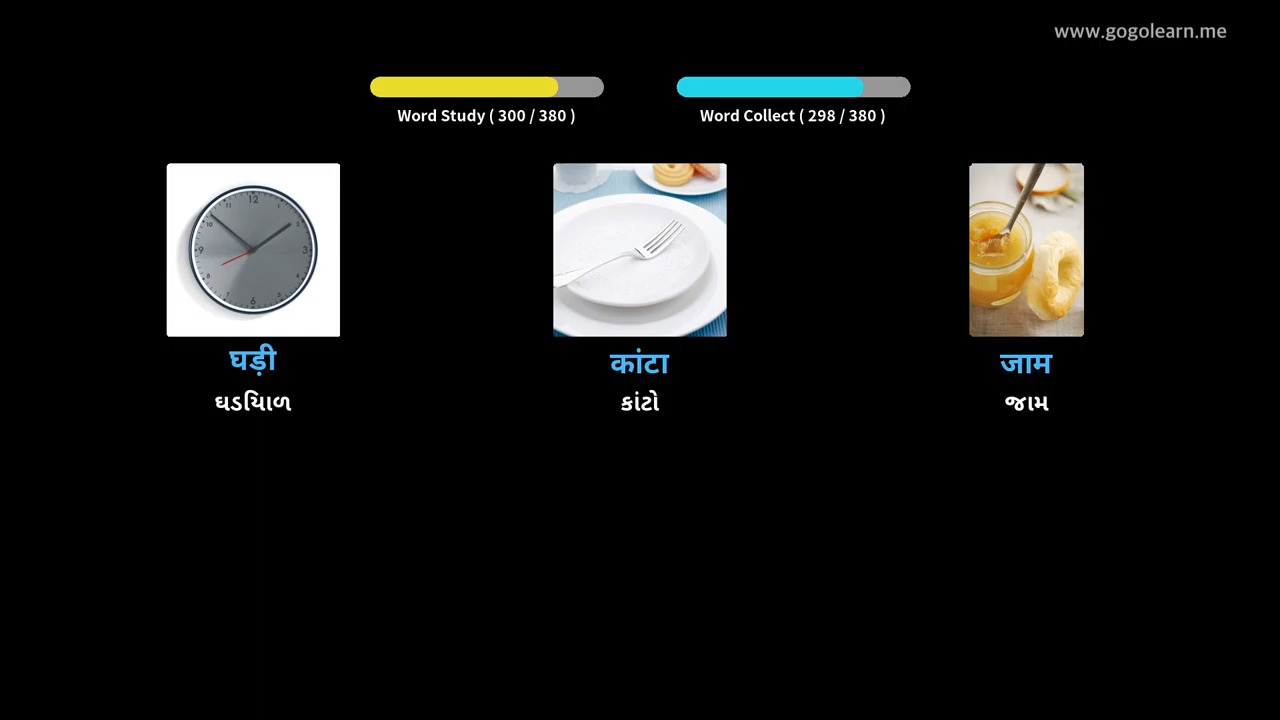 www.gogolearn.me
Word Study ( 300 / 380 )
Word Collect ( 298 / 380 )
घड़ी
ઘડિયાળ
कांटा
કાંટો
जाम
જામ